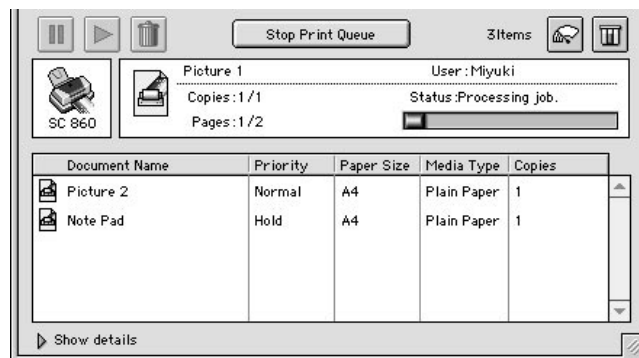 Stop Print Queue 3Items
SC 860
Picture 1 User:Miyuki
Copies:1/1 Status:Processing job.
Pages:1/2
Document Name Priority Paper Size Media Type Copies
Picture 2 Normal A4 Plain Paper 1
Note Pad Hold A4 Plain Paper 1
Show details